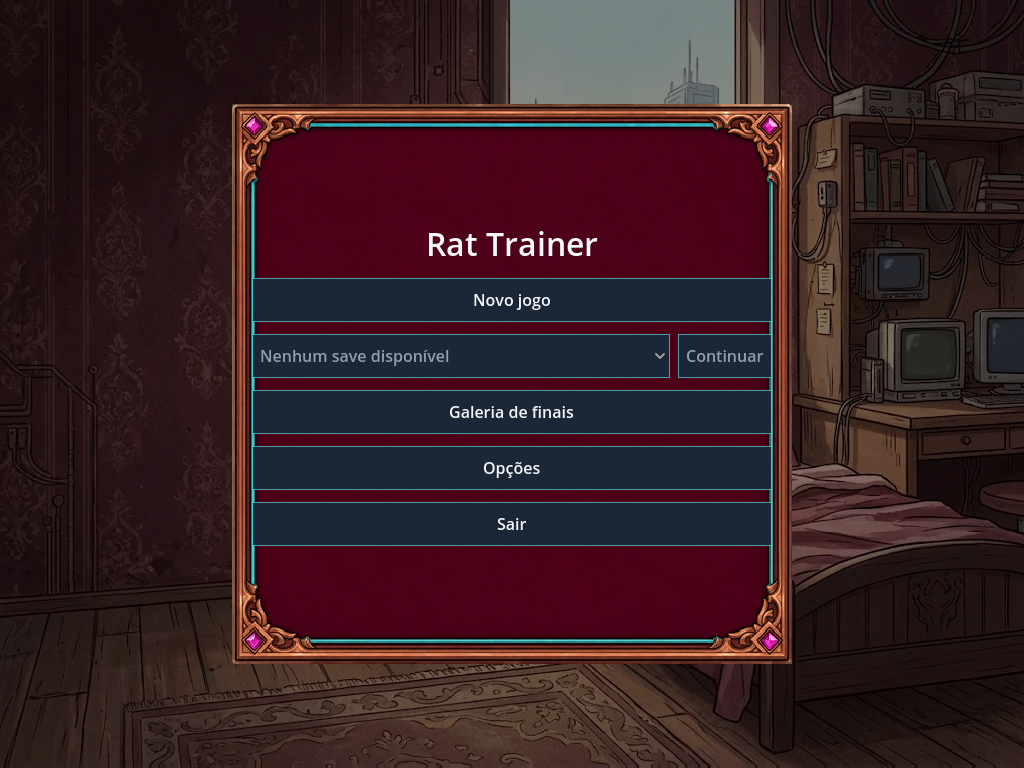 Rat Trainer
Novo jogo
Nenhum save disponível
Continuar
Galeria de finais
Opções
Sair